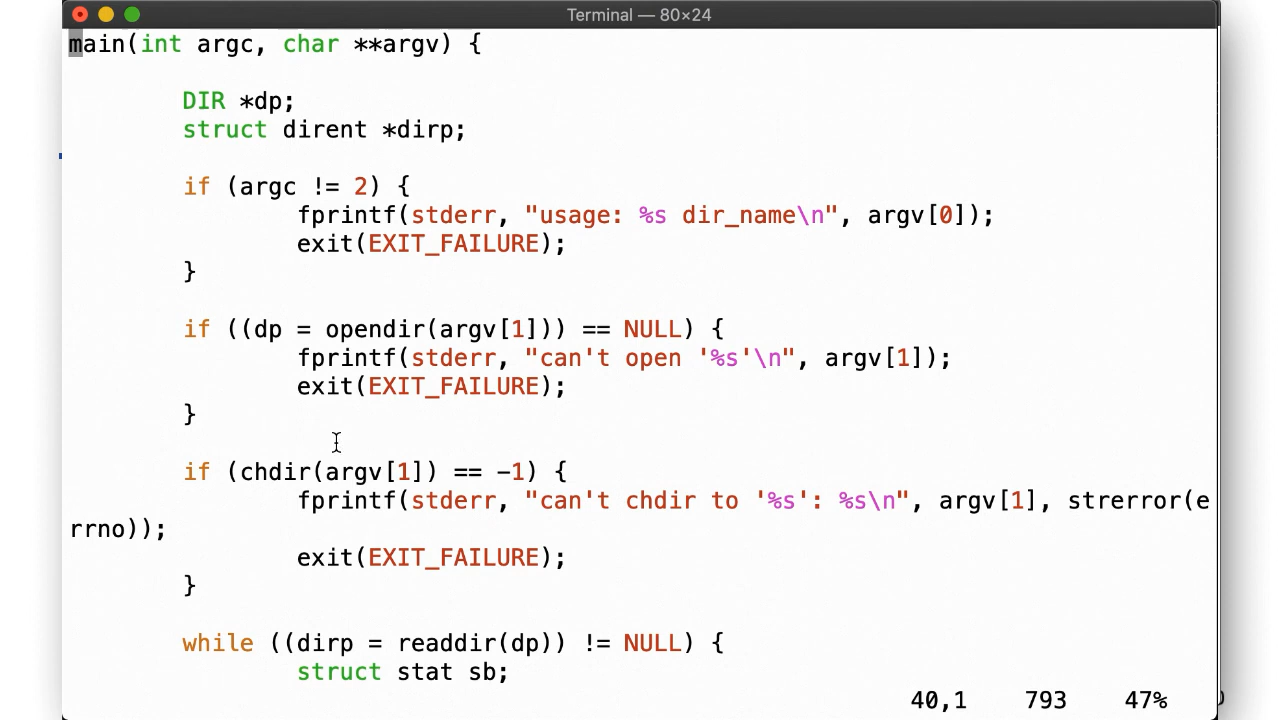 Terminal — 80×24
main(int argc, char **argv) {
DIR *dp;
struct dirent *dirp;
if (argc != 2) {
fprintf(stderr, "usage: %s dir_name\n", argv[0]);
exit(EXIT_FAILURE);
}
if ((dp = opendir(argv[1])) == NULL) {
fprintf(stderr, "can't open '%s'\n", argv[1]);
exit(EXIT_FAILURE);
}
if (chdir(argv[1]) == -1) {
fprintf(stderr, "can't chdir to '%s': %s\n", argv[1], strerror(e
rrno));
exit(EXIT_FAILURE);
}
while ((dirp = readdir(dp)) != NULL) {
struct stat sb;
40,1 793 47%